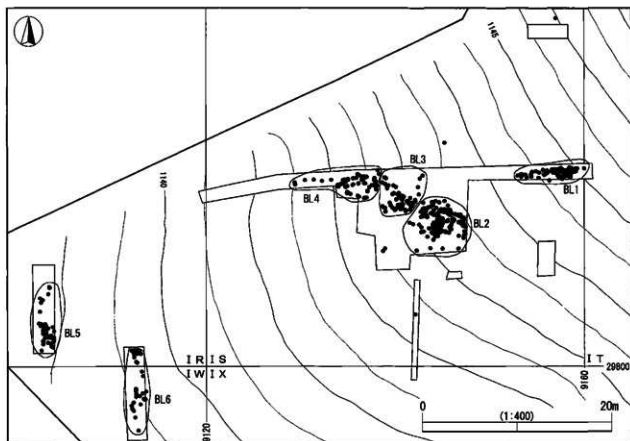 1145
1140
BL3
BL4
BL1
BL2
BL5
BL6
I R I S
I T
29800
I W I X
9120
9160
0
20m
(1:400)